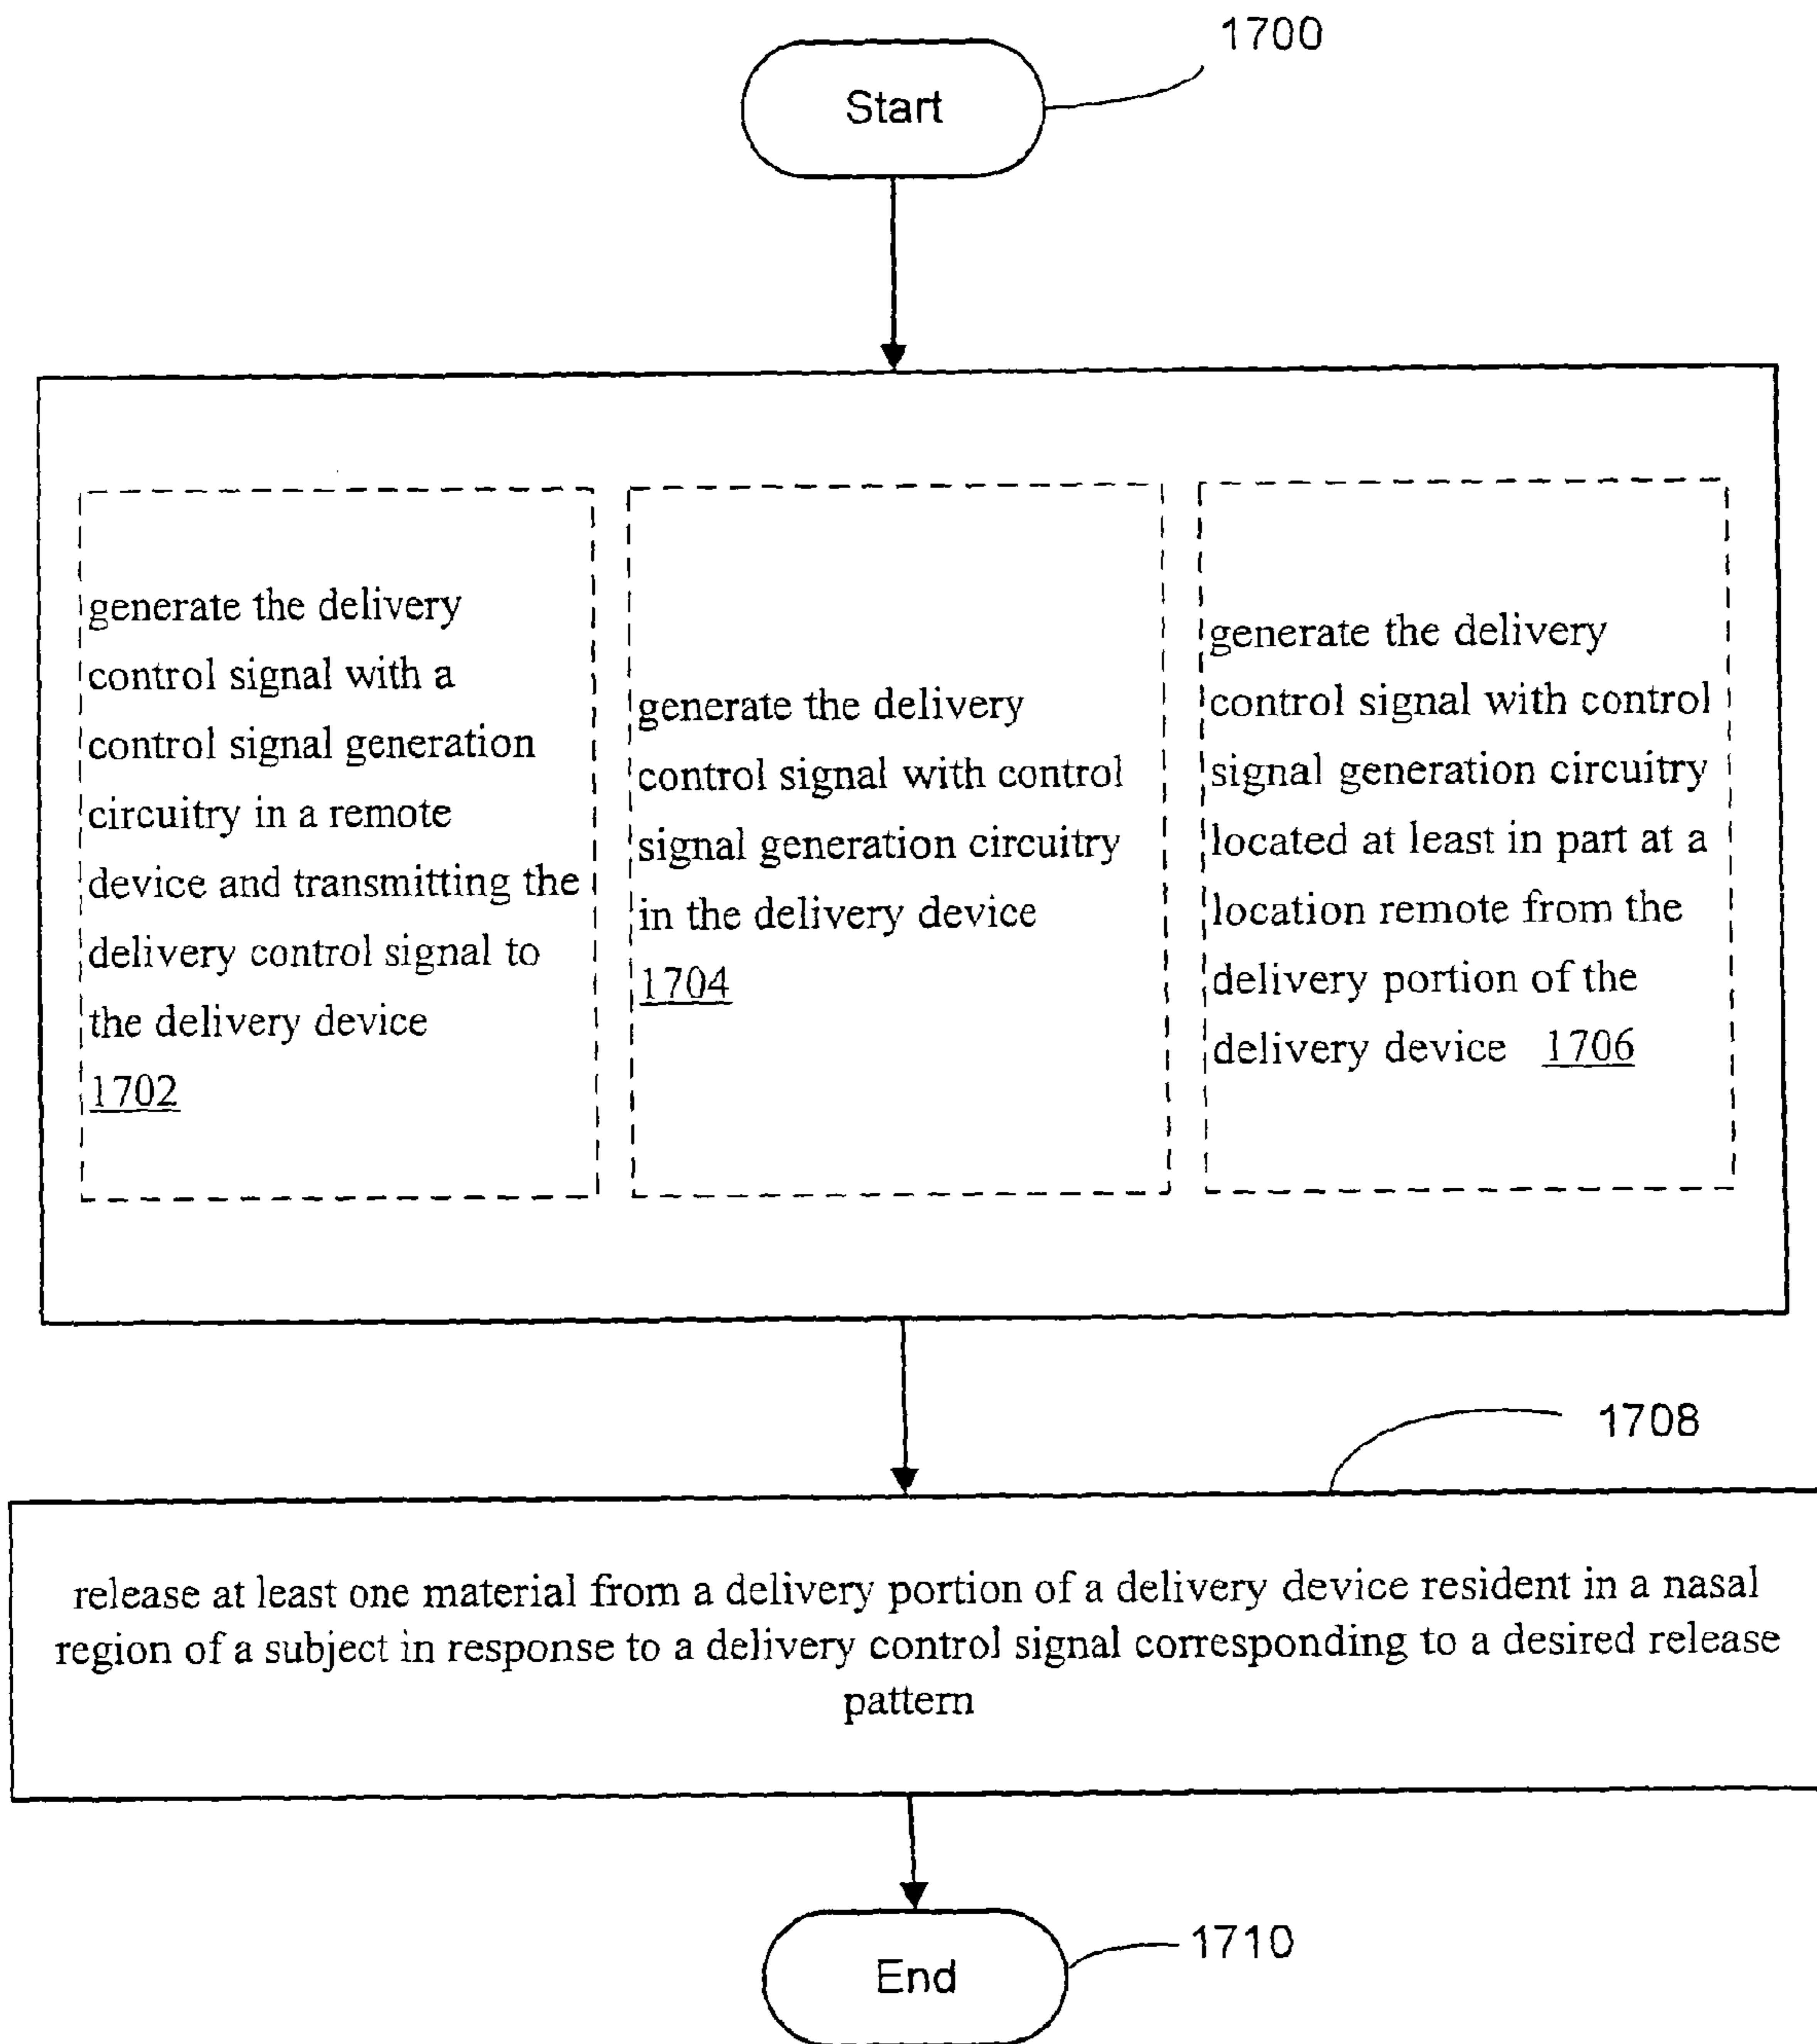 1700
Start
generate the delivery
control signal with a
control signal generation
circuitry in a remote
device and transmitting the
delivery control signal to
the delivery device
1702
generate the delivery
control signal with control
signal generation circuitry
in the delivery device
1704
generate the delivery
control signal with control
signal generation circuitry
located at least in part at a
location remote from the
delivery portion of the
delivery device 1706
1708
release at least one material from a delivery portion of a delivery device resident in a nasal
region of a subject in response to a delivery control signal corresponding to a desired release
pattern
End
1710